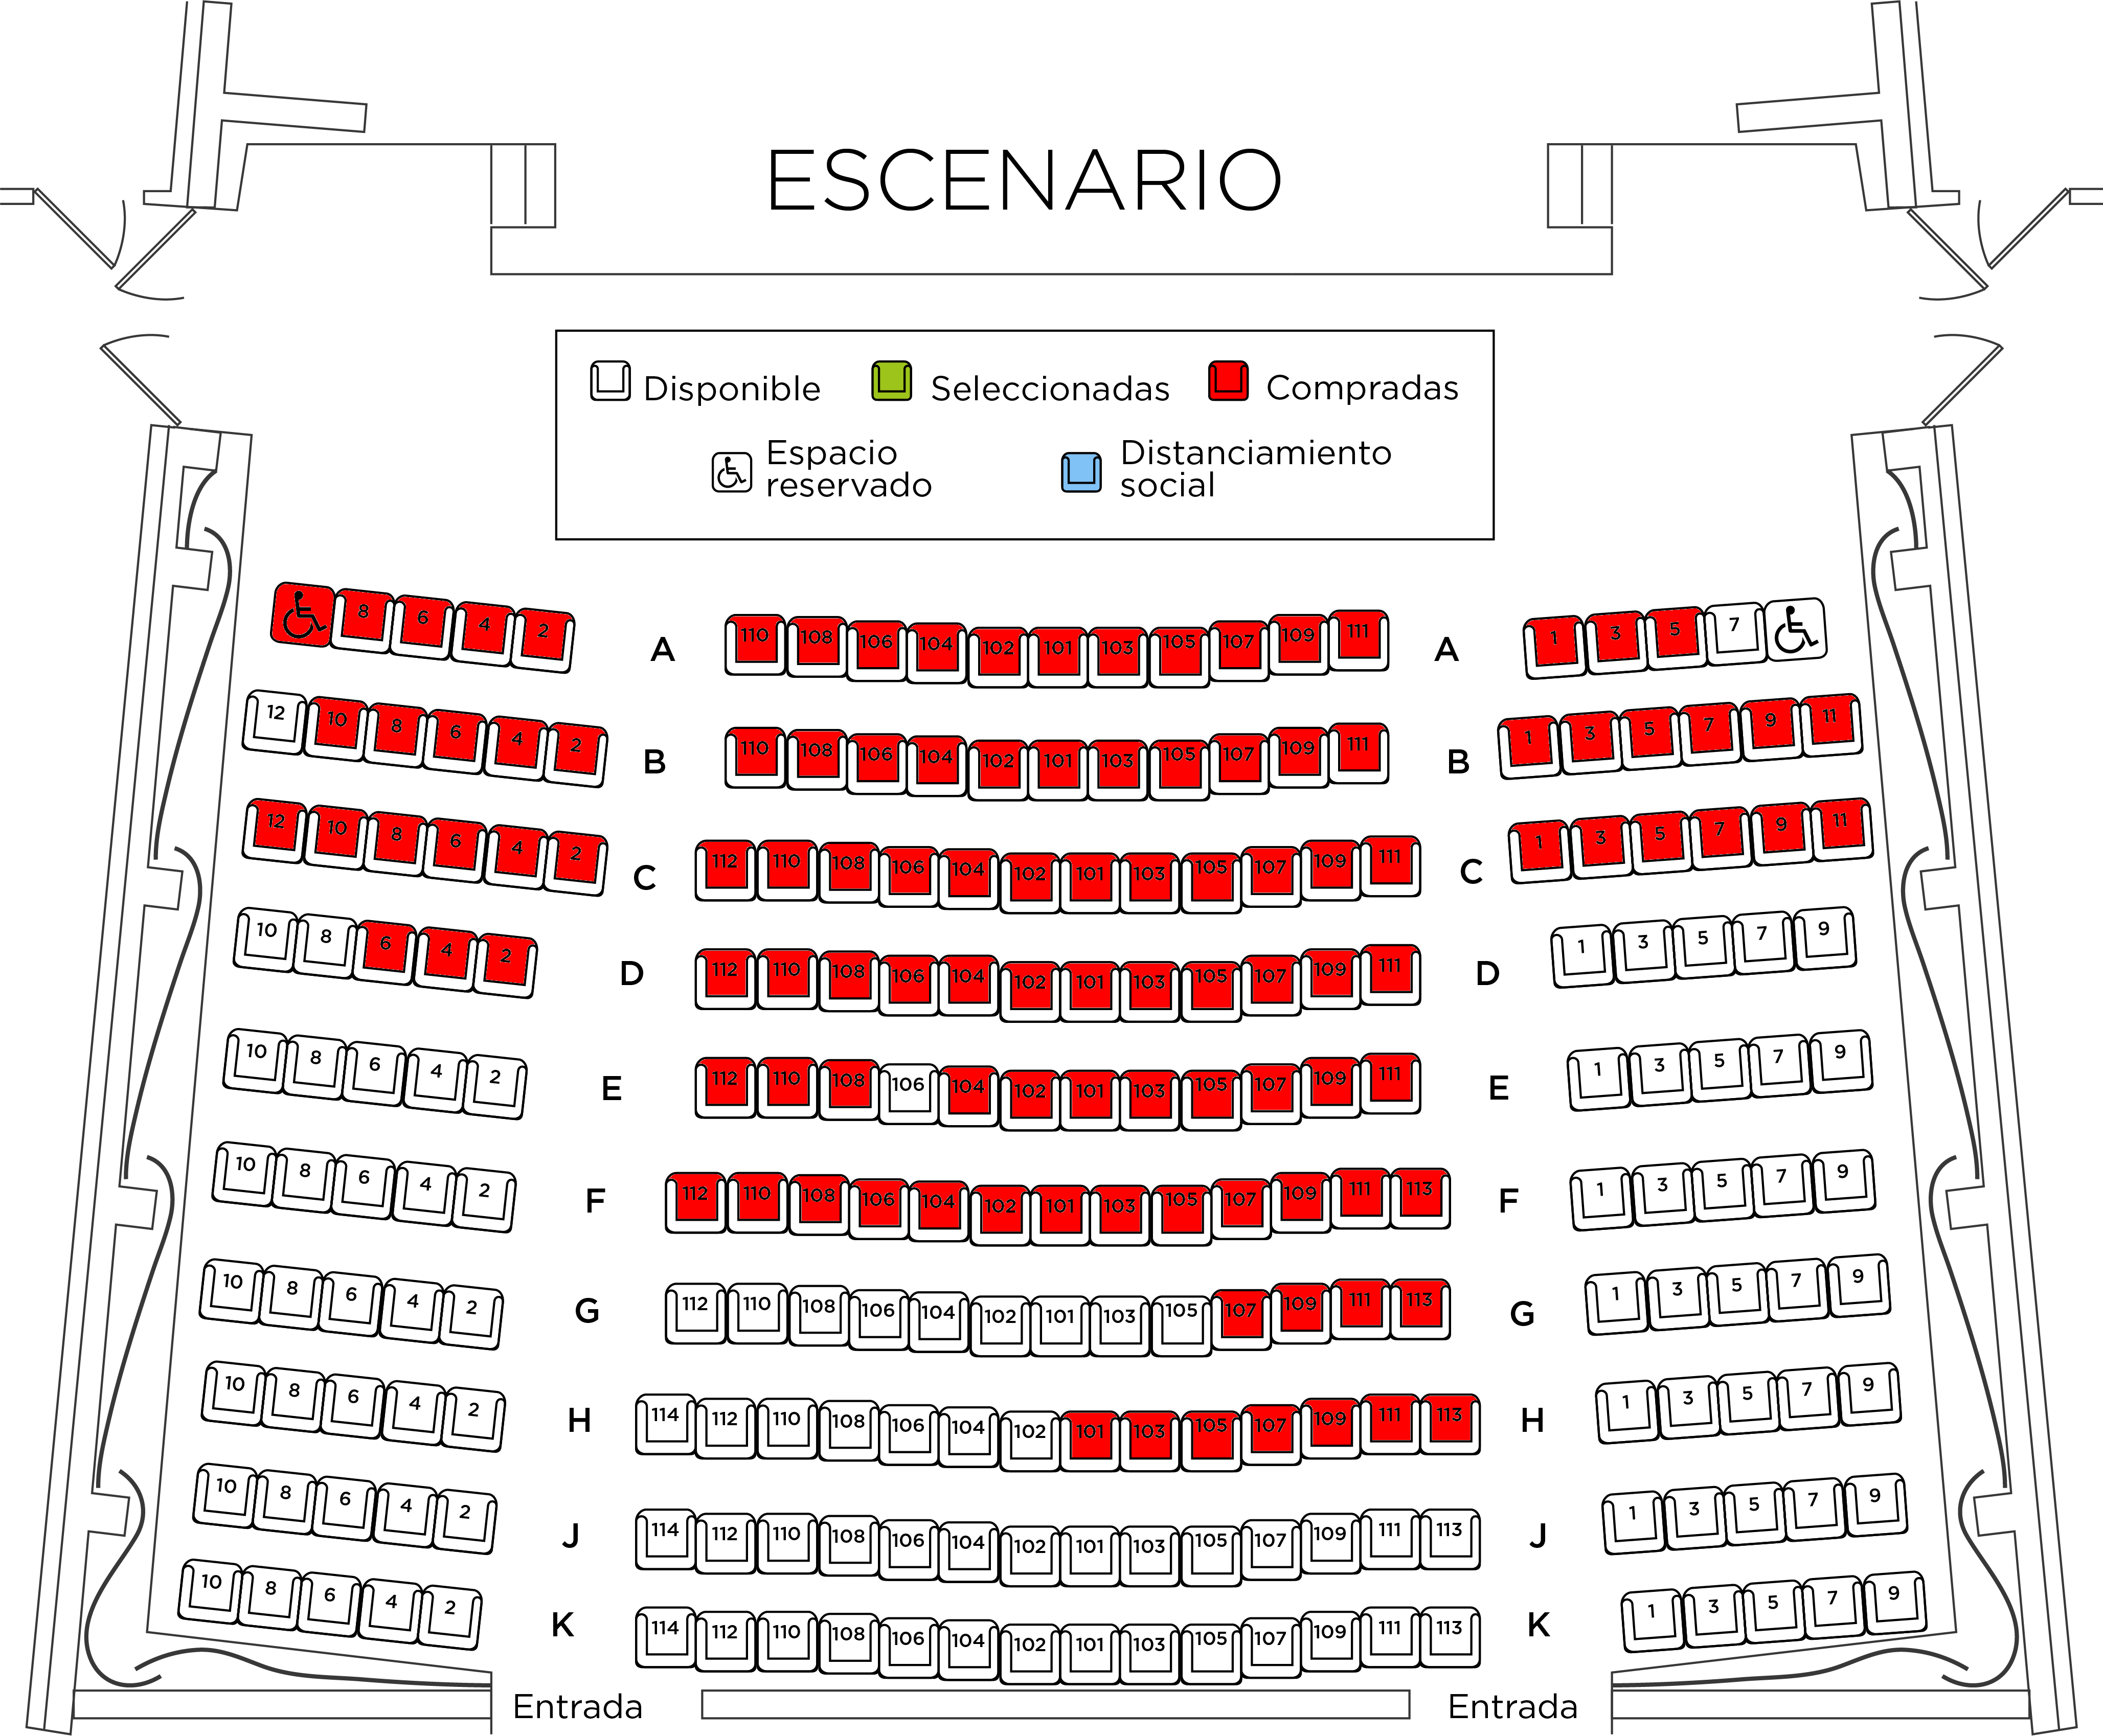 ESCENARIO
Disponible Seleccionadas Compradas
Espacio reservado Distanciamiento social
8 6 4 2 A 110 108 106 104 102 101 103 105 107 109 111 A 1 3 5 7
12 10 8 6 4 2 B 110 108 106 104 102 101 103 105 107 109 111 B 1 3 5 7 9 11
12 10 8 6 4 2 C 112 110 108 106 104 102 101 103 105 107 109 111 C 1 3 5 7 9 11
10 8 6 4 2 D 112 110 108 106 104 102 101 103 105 107 109 111 D 1 3 5 7 9
10 8 6 4 2 E 112 110 108 106 104 102 101 103 105 107 109 111 E 1 3 5 7 9
10 8 6 4 2 F 112 110 108 106 104 102 101 103 105 107 109 111 113 F 1 3 5 7 9
10 8 6 4 2 G 112 110 108 106 104 102 101 103 105 107 109 111 113 G 1 3 5 7 9
10 8 6 4 2 H 114 112 110 108 106 104 102 101 103 105 107 109 111 113 H 1 3 5 7 9
10 8 6 4 2 J 114 112 110 108 106 104 102 101 103 105 107 109 111 113 J 1 3 5 7 9
10 8 6 4 2 K 114 112 110 108 106 104 102 101 103 105 107 109 111 113 K 1 3 5 7 9
Entrada Entrada